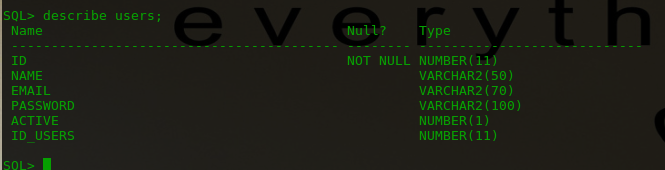 everyth
SQL> describe users;
Name Null? Type
----------------------------------------- -------- ----------------------------
ID NOT NULL NUMBER(11)
NAME VARCHAR2(50)
EMAIL VARCHAR2(70)
PASSWORD VARCHAR2(100)
ACTIVE NUMBER(1)
ID_USERS NUMBER(11)
SQL>